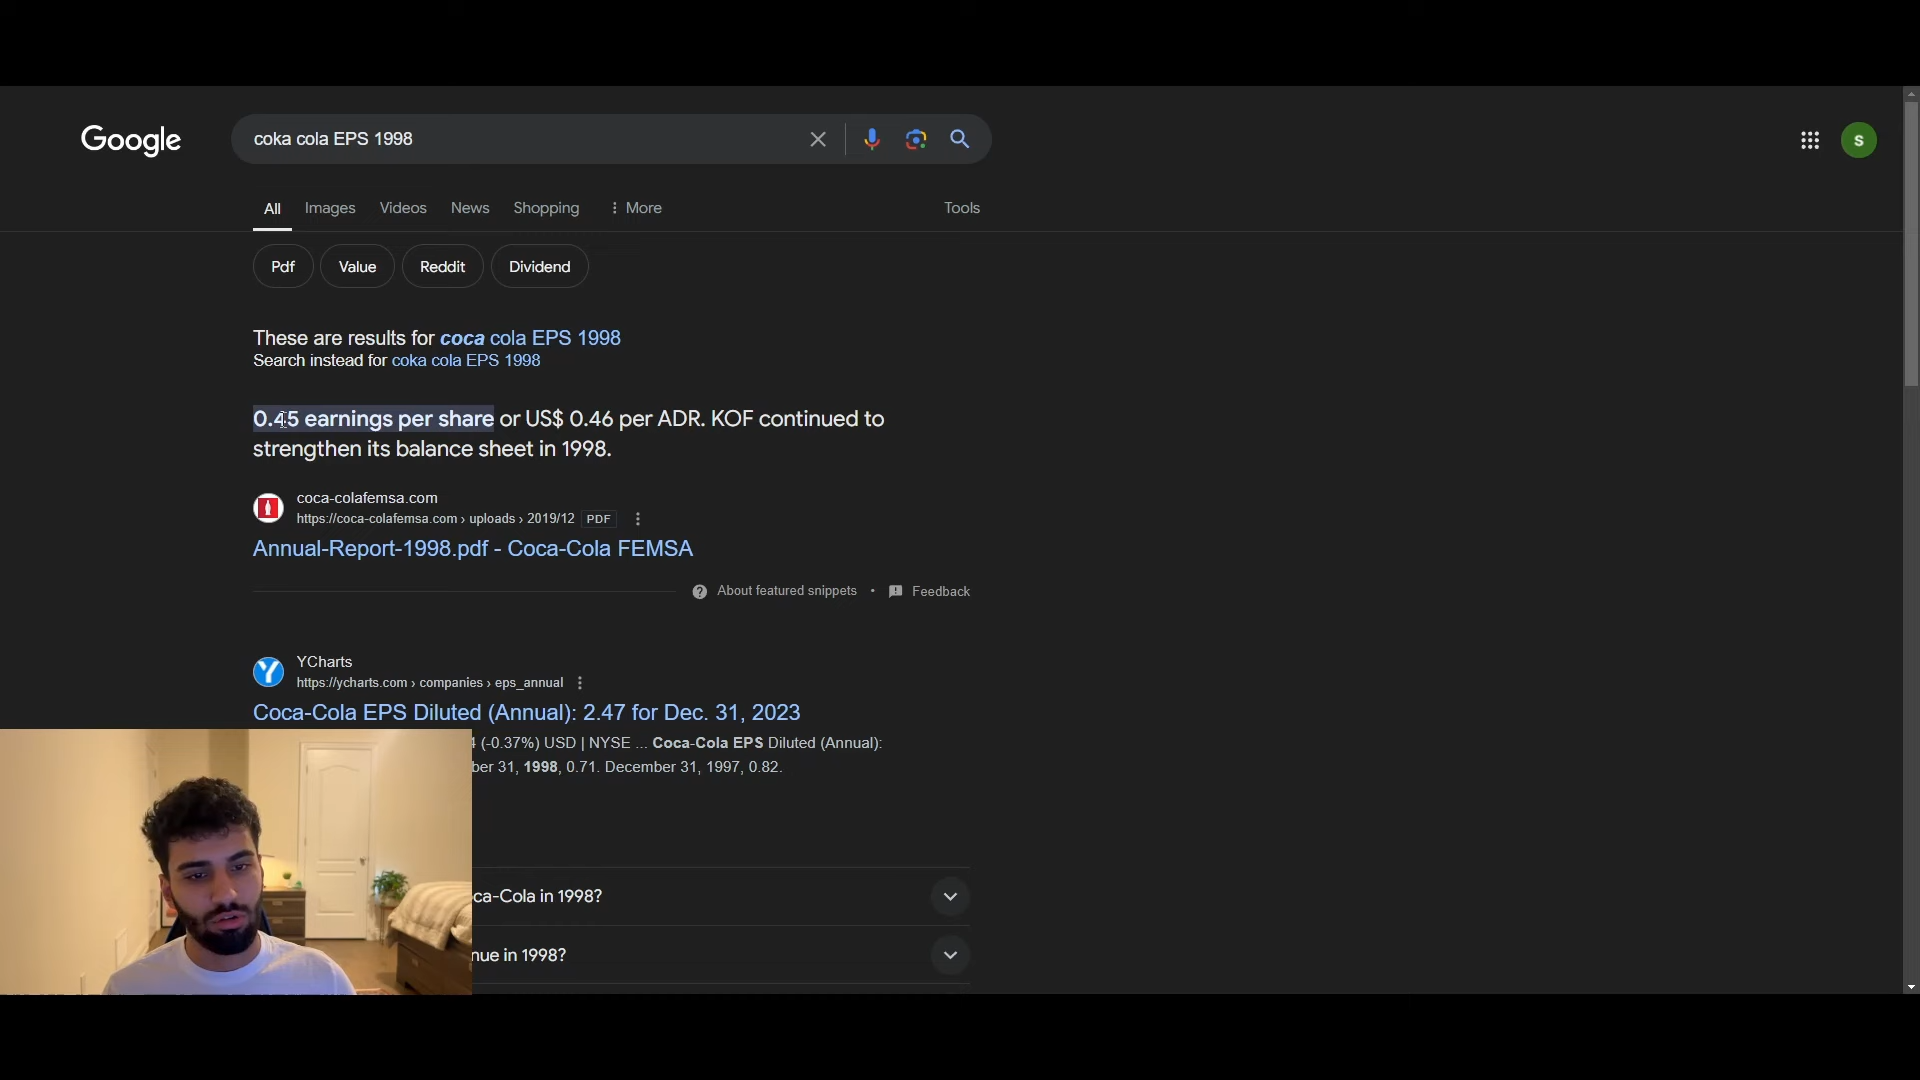 Google
coka cola EPS 1998
S
All Images Videos News Shopping More Tools
Pdf Value Reddit Dividend
These are results for coca cola EPS 1998
Search instead for coka cola EPS 1998
0.45 earnings per share or US$ 0.46 per ADR. KOF continued to
strengthen its balance sheet in 1998.
coca-colafemsa.com
https://coca-colafemsa.com › uploads › 2019/12 PDF
Annual-Report-1998.pdf - Coca-Cola FEMSA
About featured snippets • Feedback
YCharts
https://ycharts.com › companies › eps_annual
Coca-Cola EPS Diluted (Annual): 2.47 for Dec. 31, 2023
(-0.37%) USD | NYSE ... Coca-Cola EPS Diluted (Annual):
ber 31, 1998, 0.71. December 31, 1997, 0.82.
ca-Cola in 1998?
nue in 1998?